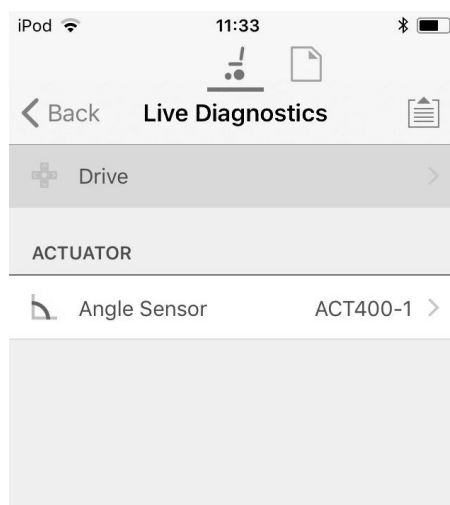 iPod 11:33
Back Live Diagnostics
Drive
ACTUATOR
Angle Sensor ACT400-1